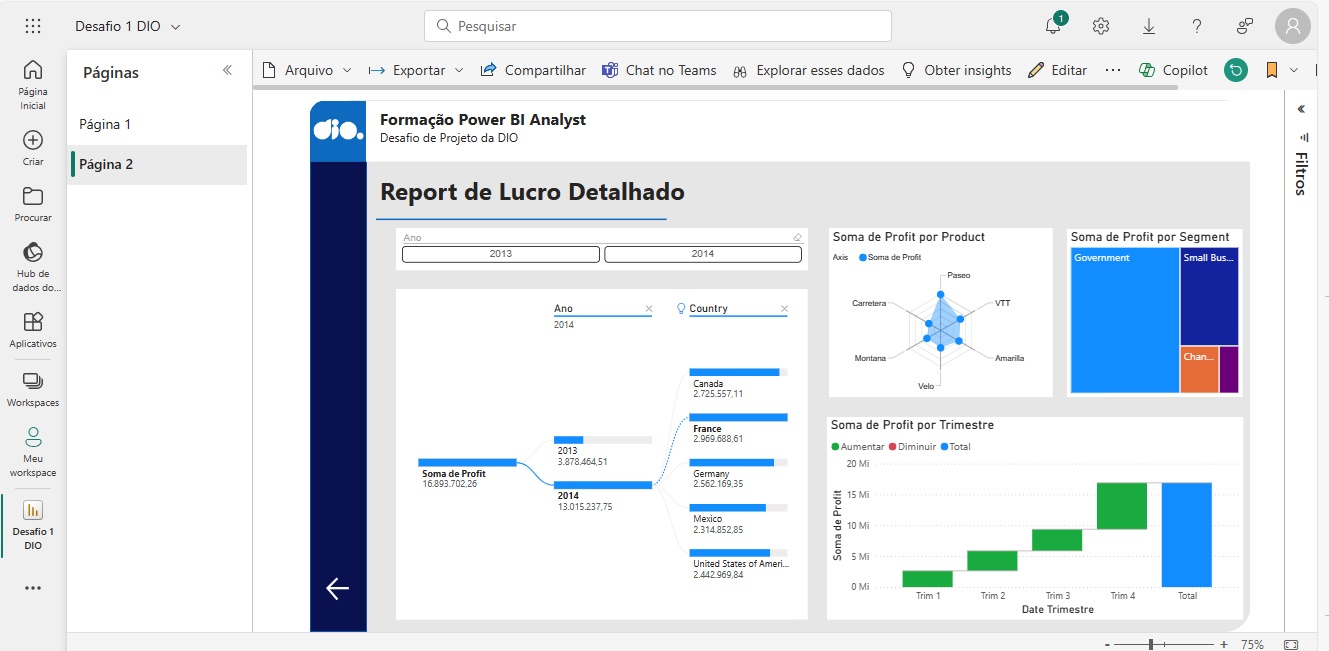 Desafio 1 DIO
Pesquisar
1
Página
Inicial
Criar
Procurar
Hub de
dados do...
Aplicativos
Workspaces
Meu
workspace
Desafio 1
DIO
Páginas
Página 1
Página 2
Arquivo
Exportar
Compartilhar
Chat no Teams
Explorar esses dados
Obter insights
Editar
Copilot
dio.
Formação Power BI Analyst
Desafio de Projeto da DIO
Report de Lucro Detalhado
Ano
2013 2014
Ano
2014
Country
Soma de Profit
16.893.702,26
2013
3.878.464,51
2014
13.015.237,75
Canada
2.725.557,11
France
2.969.688,61
Germany
2.562.169,35
Mexico
2.314.852,85
United States of Ameri...
2.442.969,84
Soma de Profit por Product
Axis Soma de Profit
Paseo
VTT
Amarilla
Velo
Montana
Carretera
Soma de Profit por Segment
Government
Small Bus...
Chan...
Soma de Profit por Trimestre
Aumentar Diminuir Total
Soma de Profit
20 Mi
15 Mi
10 Mi
5 Mi
0 Mi
Trim 1 Trim 2 Trim 3 Trim 4 Total
Date Trimestre
Filtros
- + 75%